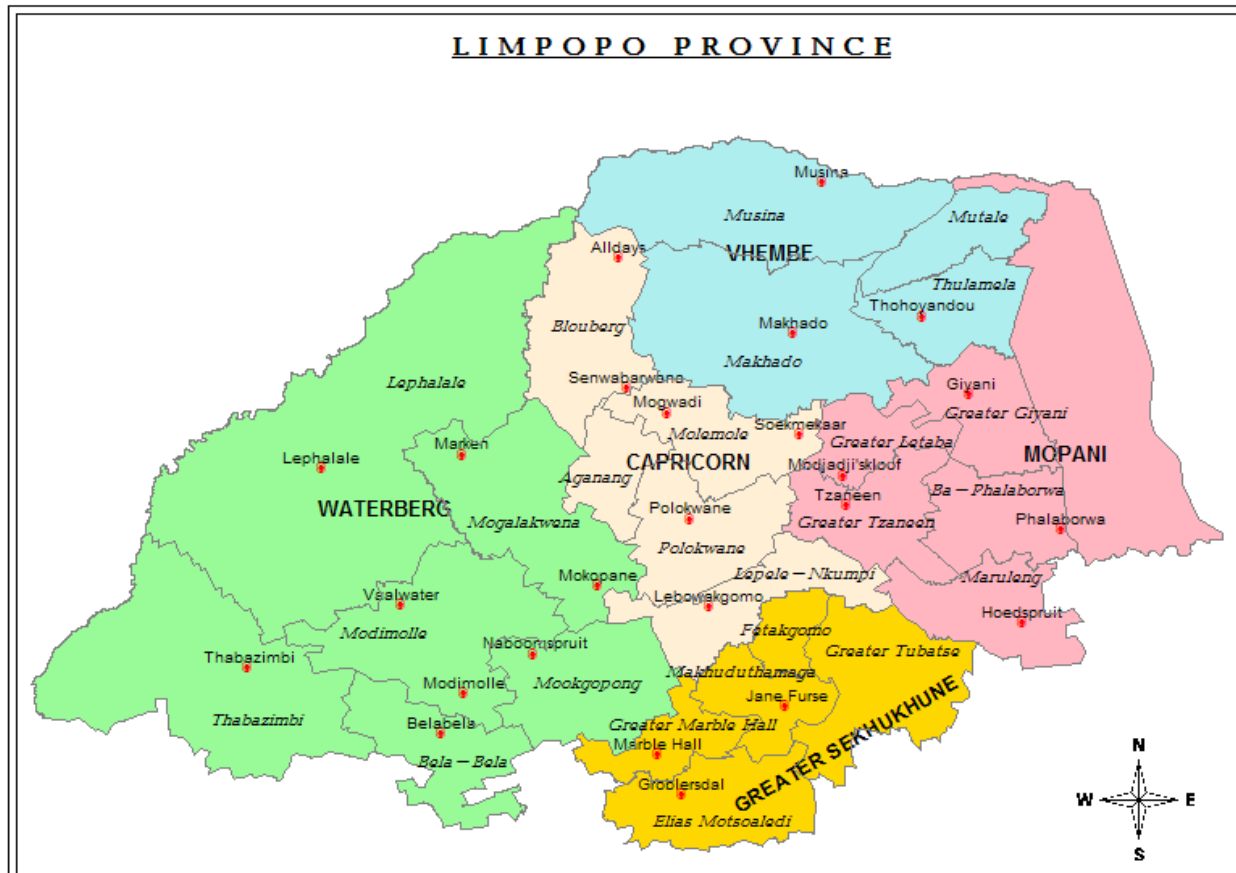 LIMPOPO PROVINCE
Musina
Musina
Mutale
Alldays
VHEMBE
Thulamela
Thohoyandou
Blouberg
Makhado
Makhado
Lephalale
Senwabarwano
Giyani
Mogwadi
Greater Giyani
Soekmekaar
Molemole
Greater Letaba
Marken
Lephalale
CAPRICORN
MOPANI
Modjadji'skloof
Aganang
Ba-Phalaborwa
Tzaneen
WATERBERG
Polokwane
Mogalakwena
Greater Tzaneen
Phalaborwa
Polokwane
Lepele-Nkumpi
Maruleng
Mokopane
Vaalwater
Lebowakgomo
Hoedspruit
Modimolle
Fetakgomo
Naboomspruit
Greater Tubatse
Thabazimbi
Makhuduthamaga
Modimolle
Mookgopong
Jane Furse
Thabazimbi
Greater Marble Hall
Belabela
Marble Hall
GREATER SEKHUKHUNE
Bela-Bela
Groblersdal
Elias Motsoaledi
N
W
E
S